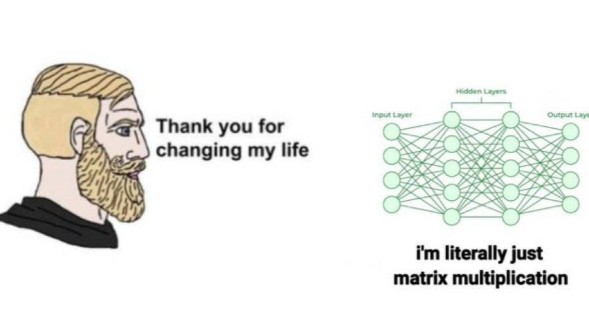 Thank you for
changing my life
Hidden Layers
Input Layer
Output Laye
i'm literally just
matrix multiplication